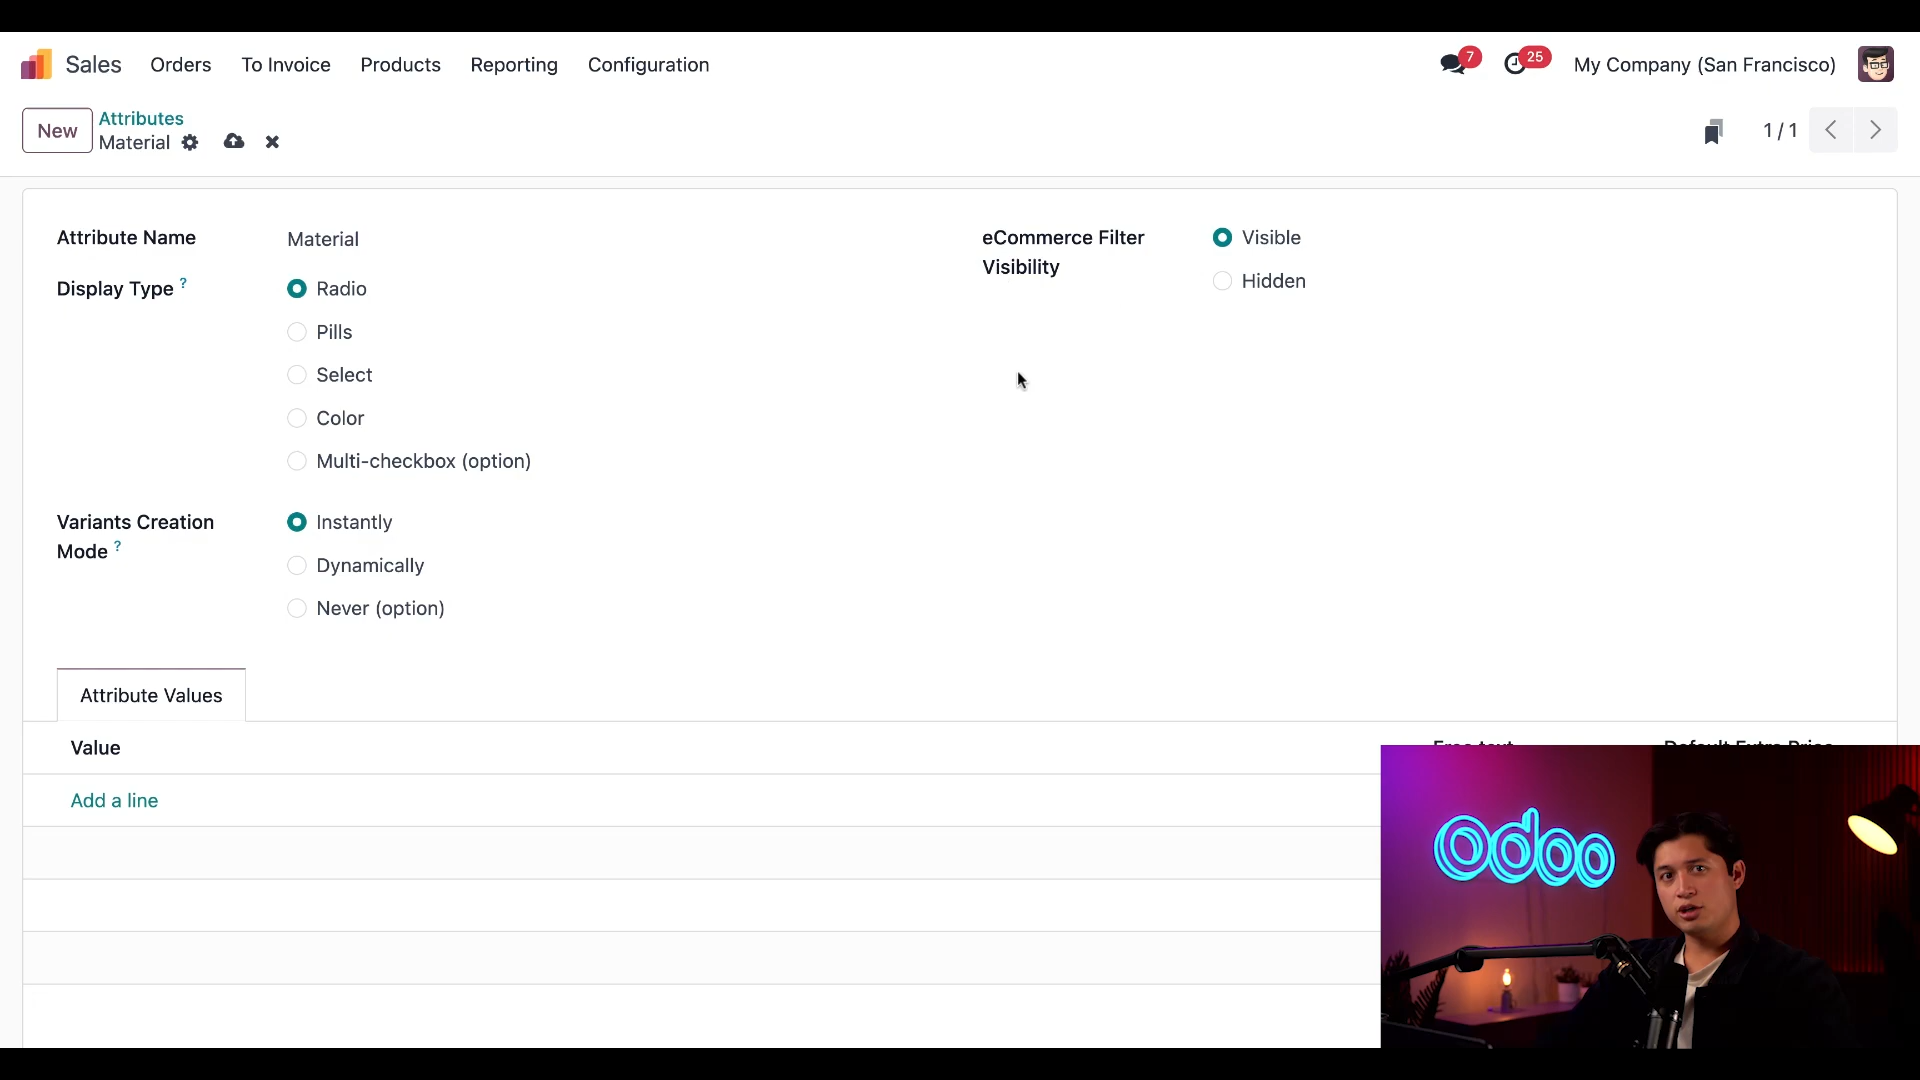 Sales
Orders
To Invoice
Products
Reporting
Configuration
7
25
My Company (San Francisco)
New
Attributes
Material
1 / 1
Attribute Name
Material
eCommerce Filter
Visibility
Visible
Hidden
Display Type ?
Radio
Pills
Select
Color
Multi-checkbox (option)
Variants Creation
Mode ?
Instantly
Dynamically
Never (option)
Attribute Values
Value
Free text
Default Extra Price
Add a line
odoo